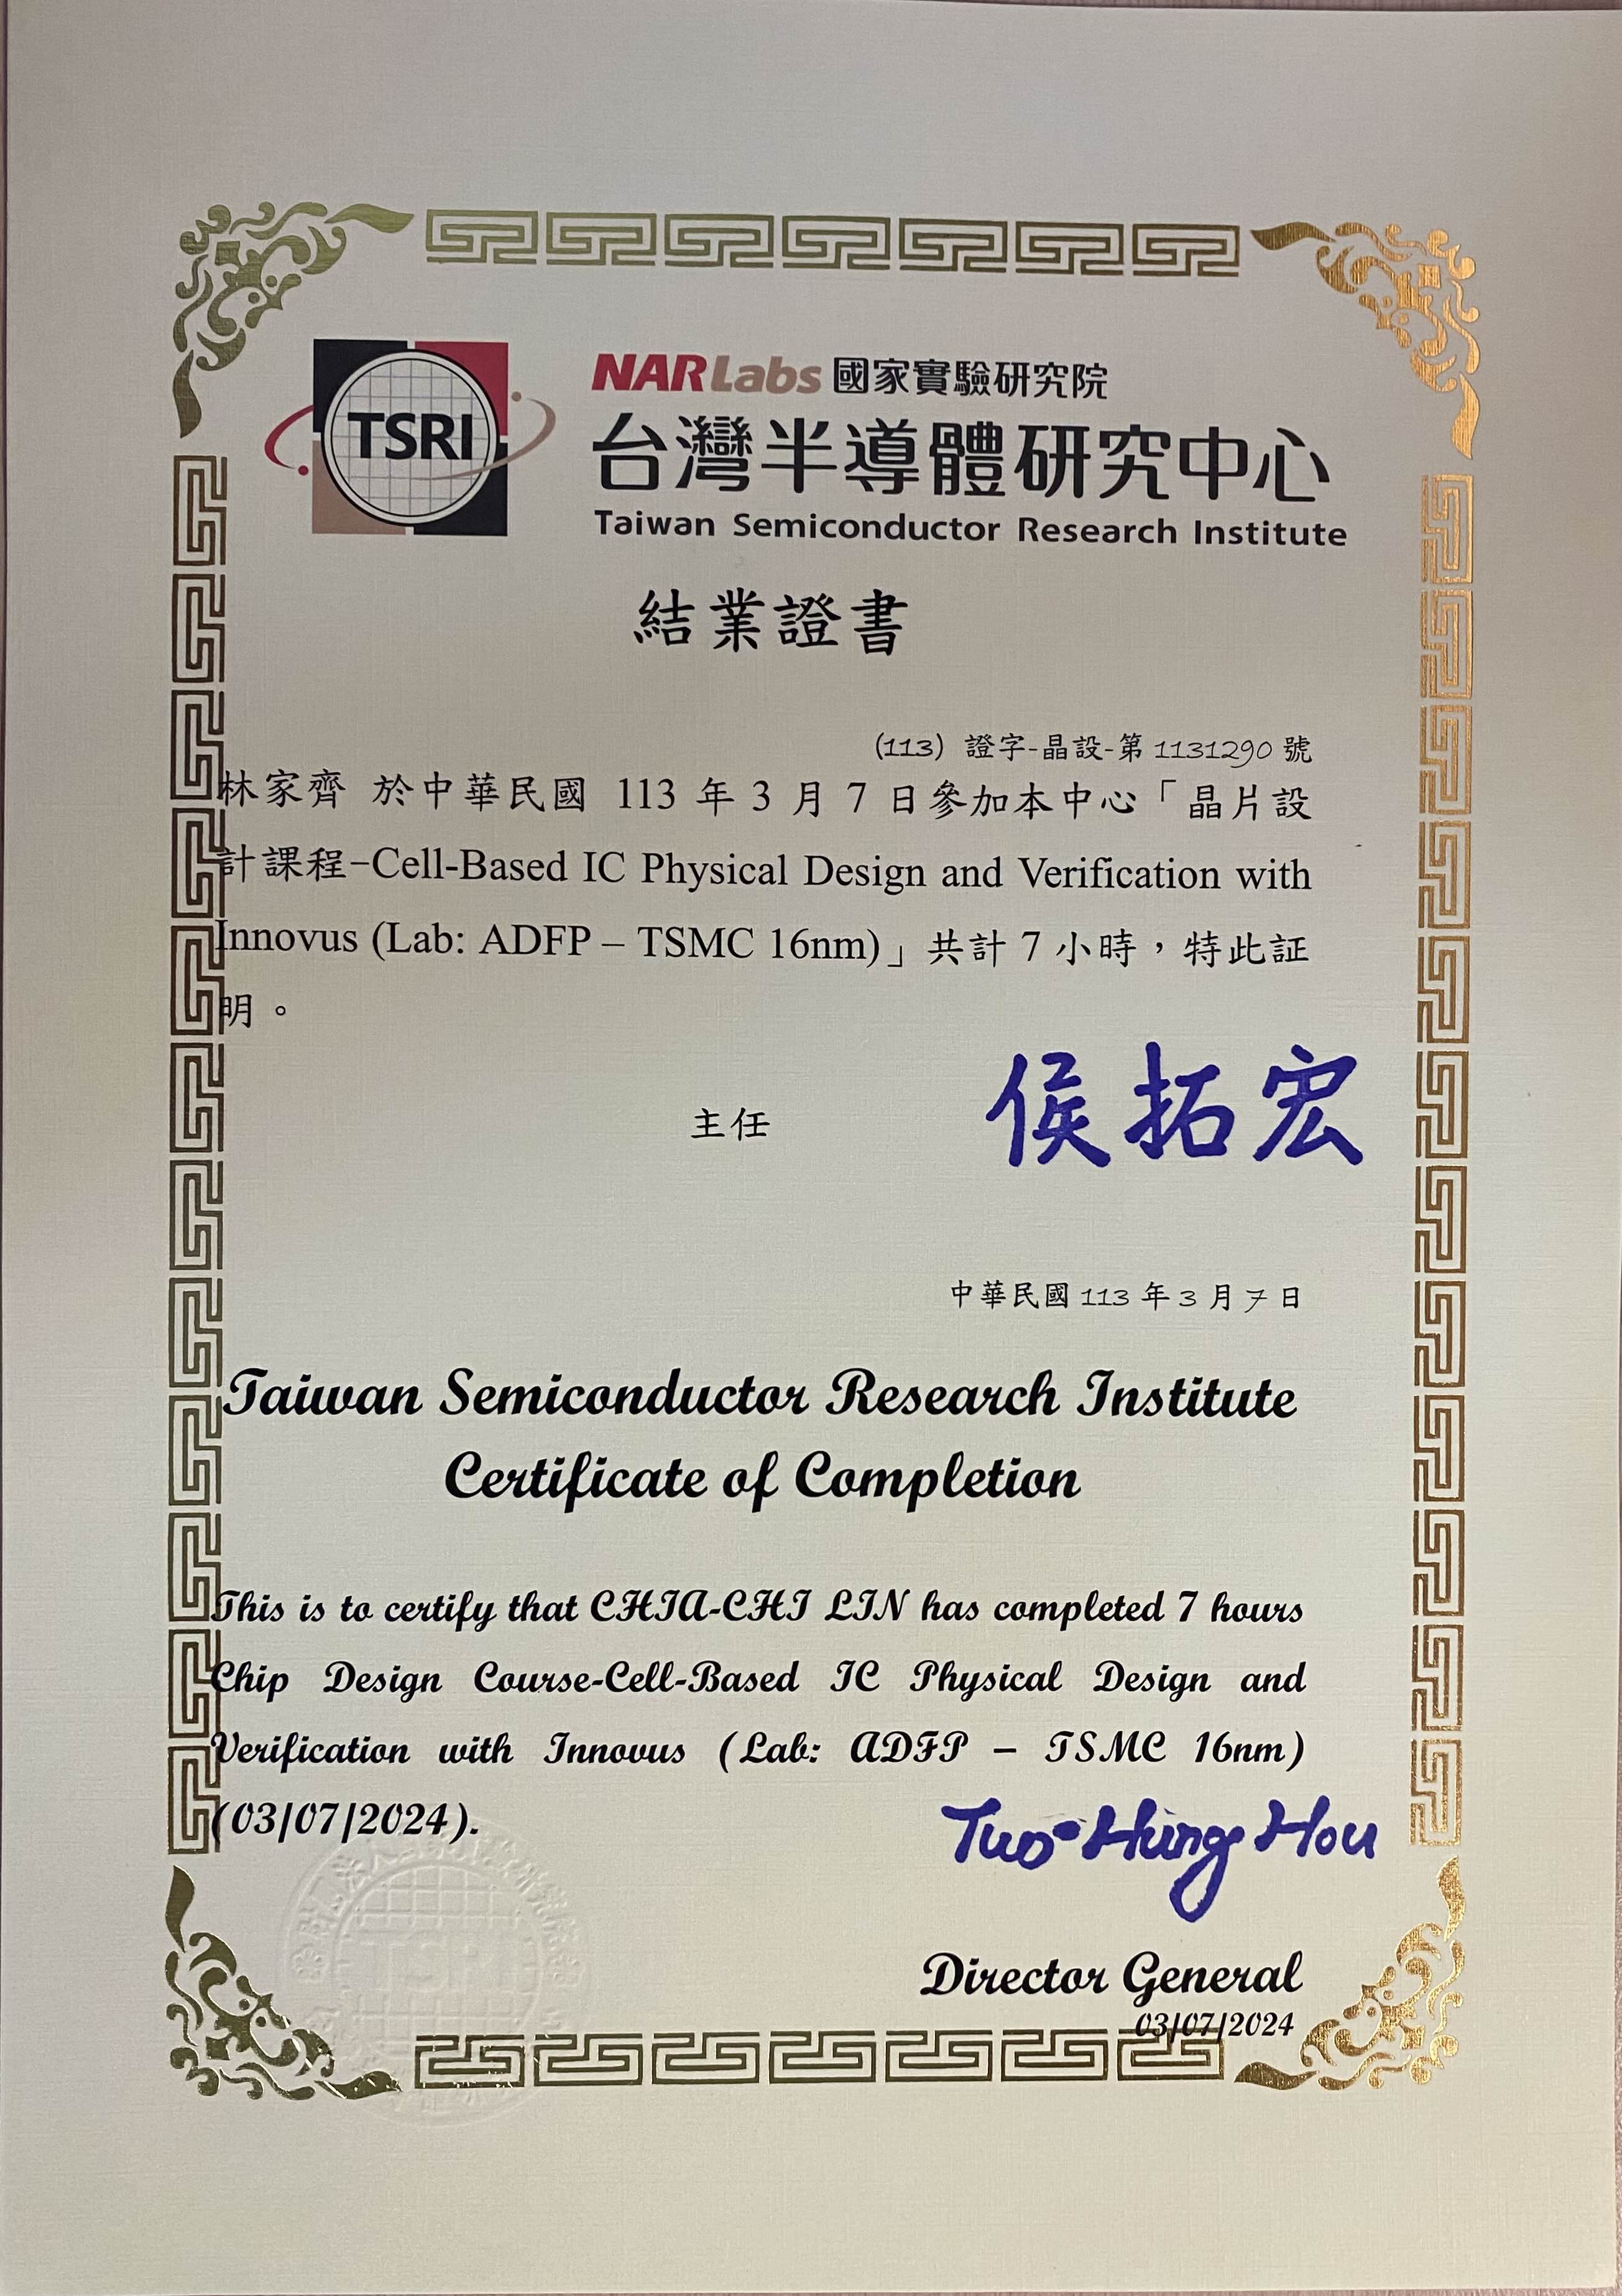 TSRI
NARLabs 國家實驗研究院
台灣半導體研究中心
Taiwan Semiconductor Research Institute
結業證書
(113) 證字-晶設-第 1131290 號
林家齊 於中華民國 113 年 3 月 7 日參加本中心「晶片設
計課程-Cell-Based IC Physical Design and Verification with
Innovus (Lab: ADFP – TSMC 16nm)」共計 7 小時,特此証
明。
主任 侯拓宏
中華民國 113 年 3 月 7 日
Taiwan Semiconductor Research Institute
Certificate of Completion
This is to certify that CHIA-CHI LIN has completed 7 hours
Chip Design Course-Cell-Based IC Physical Design and
Verification with Innovus (Lab: ADFP – TSMC 16nm)
(03/07/2024).
Tuo-Hung Hou
TSRI
Director General
03/07/2024